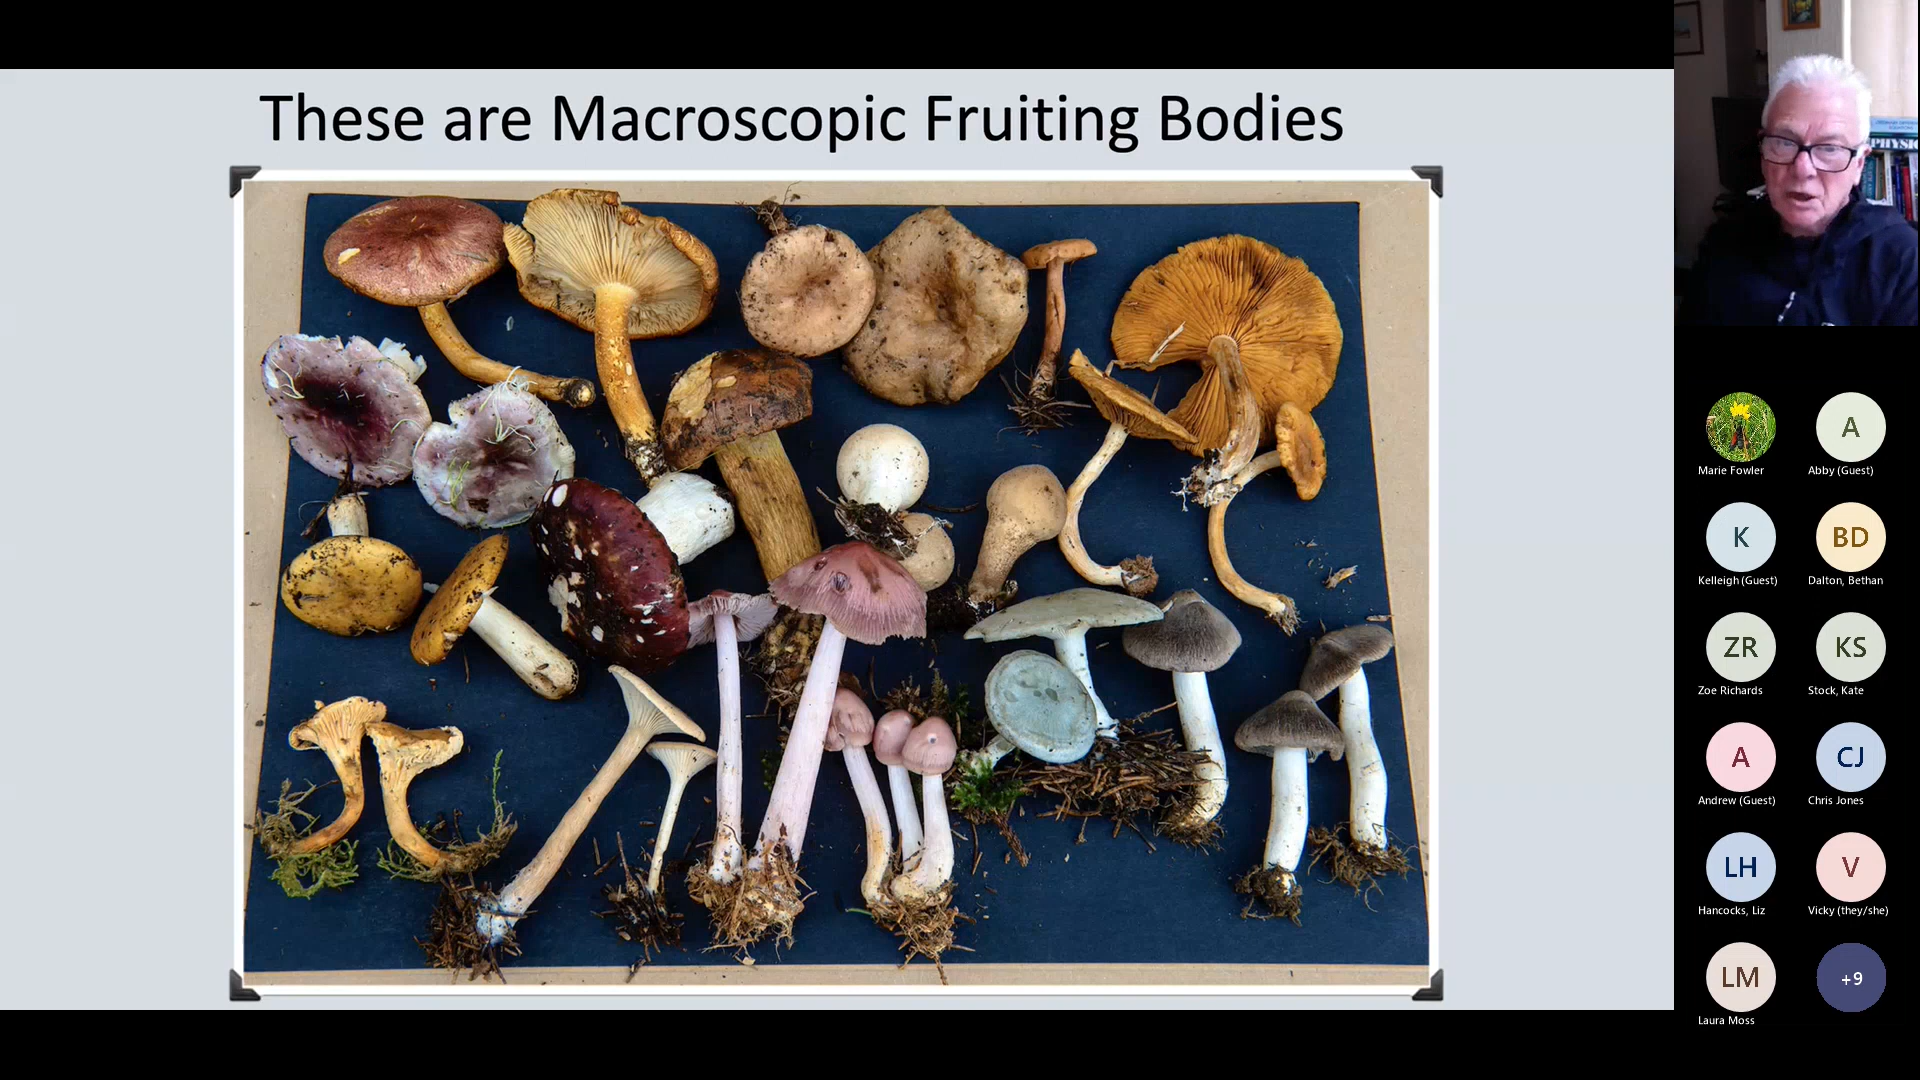 These are Macroscopic Fruiting Bodies
PHYSIC
Marie Fowler
A
Abby (Guest)
K
Kelleigh (Guest)
BD
Dalton, Bethan
ZR
Zoe Richards
KS
Stock, Kate
A
Andrew (Guest)
CJ
Chris Jones
LH
Hancocks, Liz
V
Vicky (they/she)
LM
Laura Moss
+9